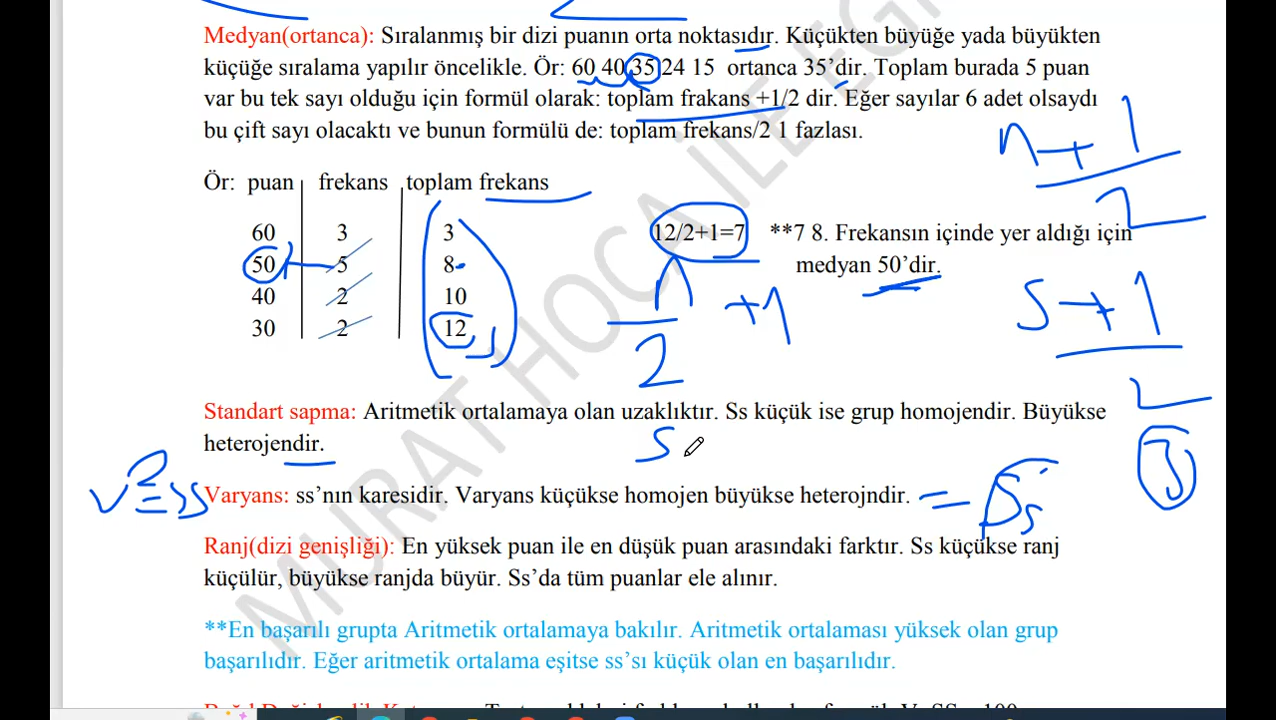 Medyan(ortanca): Sıralanmış bir dizi puanın orta noktasıdır. Küçükten büyüğe yada büyükten
küçüğe sıralama yapılır öncelikle. Ör: 60 40 35 24 15 ortanca 35’dir. Toplam burada 5 puan
var bu tek sayı olduğu için formül olarak: toplam frakans +1/2 dir. Eğer sayılar 6 adet olsaydı
bu çift sayı olacaktı ve bunun formülü de: toplam frekans/2 1 fazlası.
n+1
2
Ör: puan frekans toplam frekans
60 3 3 12/2+1=7 **7 8. Frekansın içinde yer aldığı için
50 5 8 medyan 50’dir.
40 2 10
30 2 12
n +1
2
5+1
2
3
Standart sapma: Aritmetik ortalamaya olan uzaklıktır. Ss küçük ise grup homojendir. Büyükse
heterojendir.
S
Varyans: ss’nın karesidir. Varyans küçükse homojen büyükse heterojndir.
Ranj(dizi genişliği): En yüksek puan ile en düşük puan arasındaki farktır. Ss küçükse ranj
küçülür, büyükse ranjda büyür. Ss’da tüm puanlar ele alınır.
**En başarılı grupta Aritmetik ortalamaya bakılır. Aritmetik ortalaması yüksek olan grup
başarılıdır. Eğer aritmetik ortalama eşitse ss’sı küçük olan en başarılıdır.
MURAT HOCA İLE